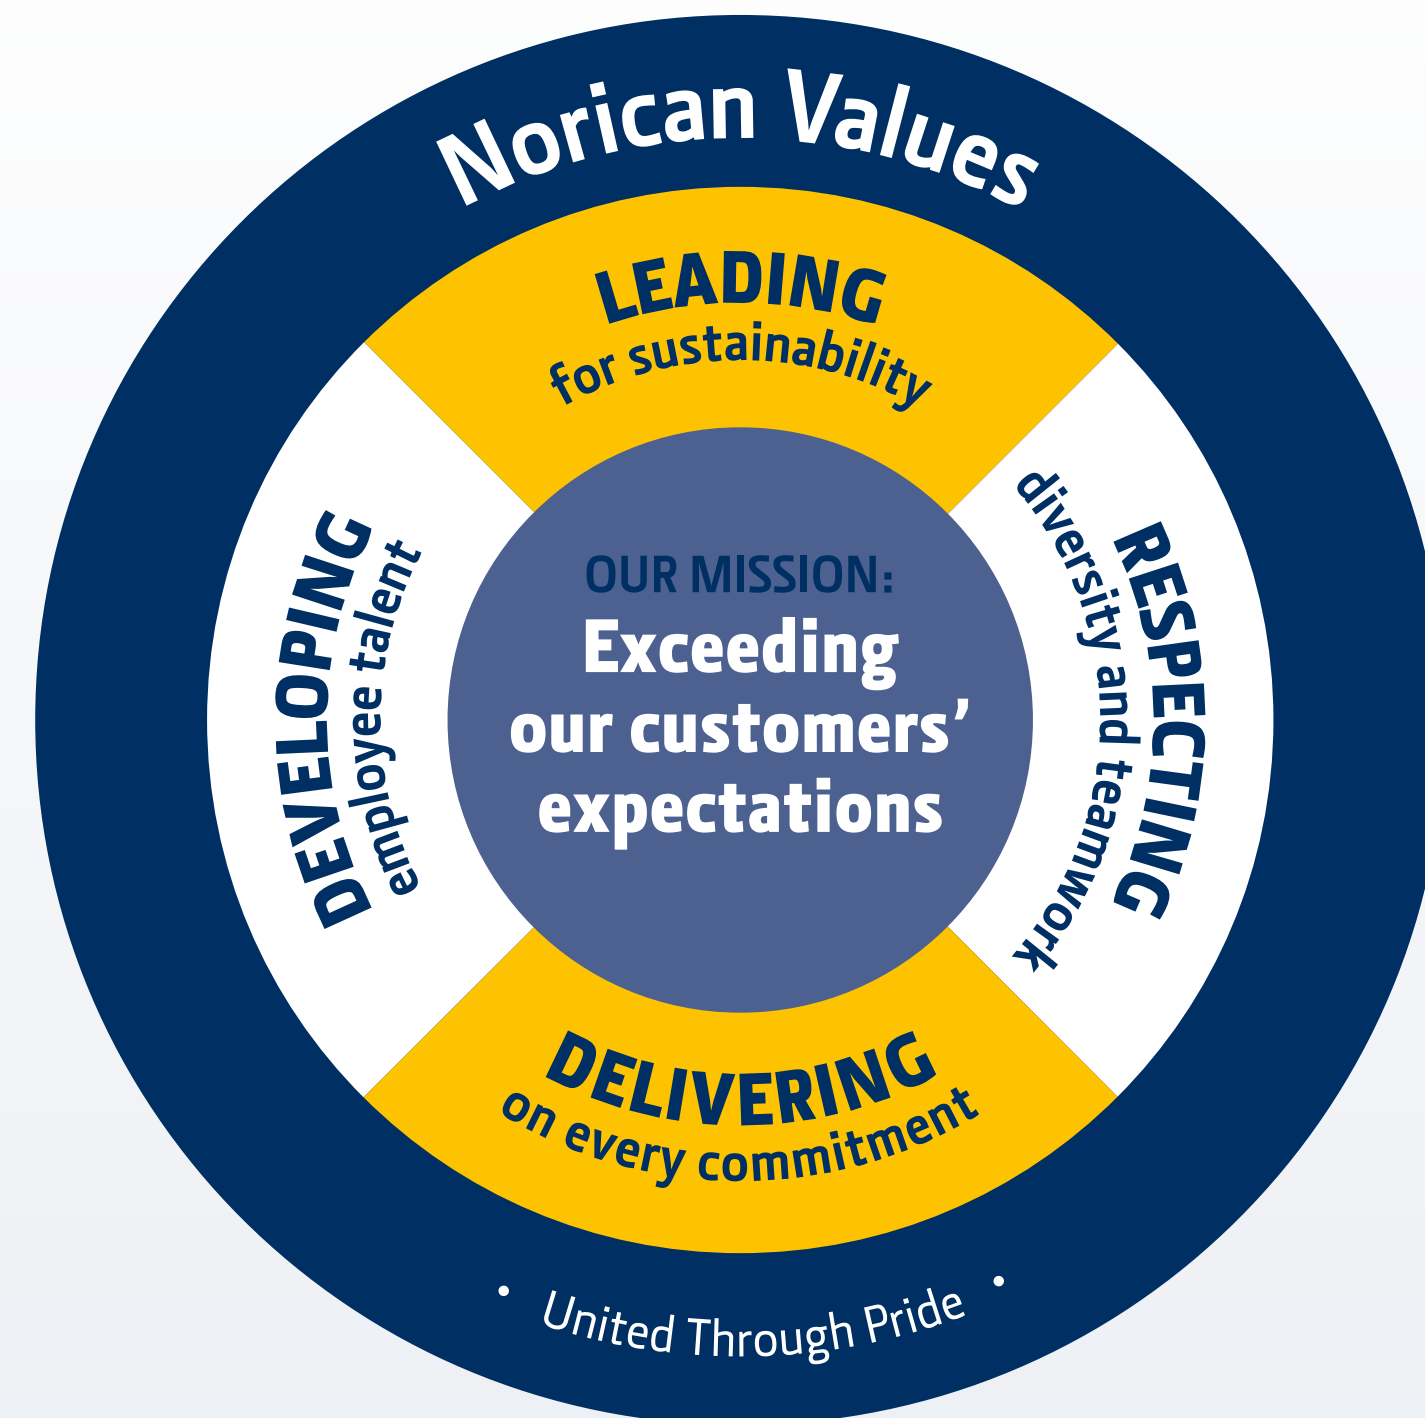 Norican Values
LEADING
for sustainability
DEVELOPING
employee talent
OUR MISSION:
Exceeding
our customers’
expectations
RESPECTING
diversity and teamwork
DELIVERING
on every commitment
• United Through Pride •